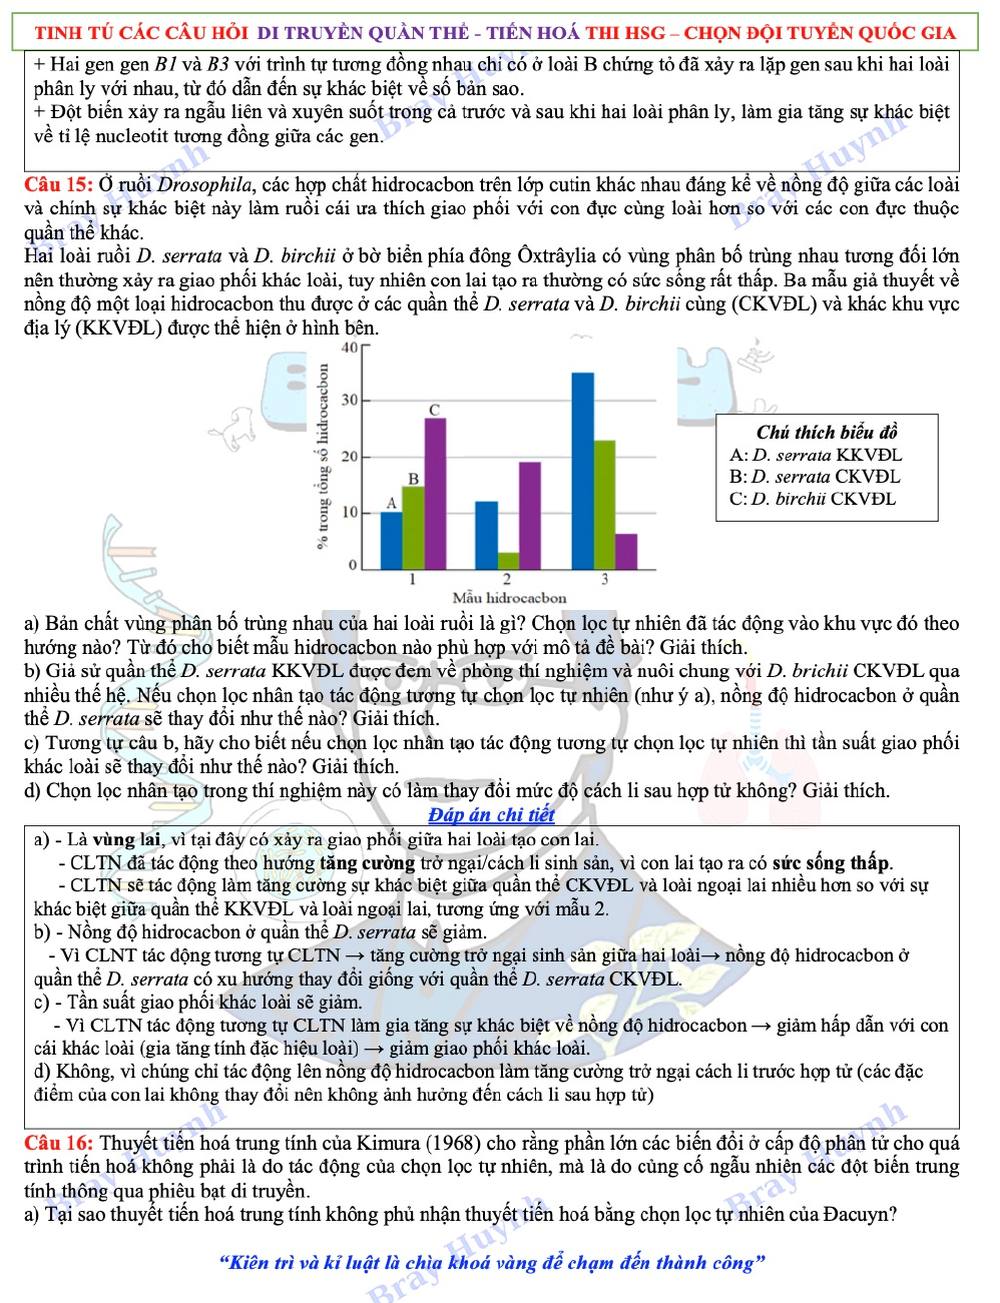 TINH TÚ CÁC CÂU HỎI DI TRUYỀN QUẦN THỂ - TIẾN HOÁ THI HSG – CHỌN ĐỘI TUYỂN QUỐC GIA
+ Hai gen gen B1 và B3 với trình tự tương đồng nhau chỉ có ở loài B chứng tỏ đã xảy ra lặp gen sau khi hai loài
phân ly với nhau, từ đó dẫn đến sự khác biệt về số bản sao.
+ Đột biến xảy ra ngẫu liên và xuyên suốt trong cả trước và sau khi hai loài phân ly, làm gia tăng sự khác biệt
về tỉ lệ nucleotit tương đồng giữa các gen.
Câu 15: Ở ruồi Drosophila, các hợp chất hidrocacbon trên lớp cutin khác nhau đáng kể về nồng độ giữa các loài
và chính sự khác biệt này làm ruồi cái ưa thích giao phối với con đực cùng loài hơn so với các con đực thuộc
quần thể khác.
Hai loài ruồi D. serrata và D. birchii ở bờ biển phía đông Ôxtrâylia có vùng phân bố trùng nhau tương đối lớn
nên thường xảy ra giao phối khác loài, tuy nhiên con lai tạo ra thường có sức sống rất thấp. Ba mẫu giả thuyết về
nồng độ một loại hidrocacbon thu được ở các quần thể D. serrata và D. birchii cùng (CKVĐL) và khác khu vực
địa lý (KKVĐL) được thể hiện ở hình bên.
% trong tổng số hidrocacbon
40
30
20
10
0
A
B
C
1
2
3
Mẫu hidrocacbon
Chú thích biểu đồ
A: D. serrata KKVĐL
B: D. serrata CKVĐL
C: D. birchii CKVĐL
a) Bản chất vùng phân bố trùng nhau của hai loài ruồi là gì? Chọn lọc tự nhiên đã tác động vào khu vực đó theo
hướng nào? Từ đó cho biết mẫu hidrocacbon nào phù hợp với mô tả đề bài? Giải thích.
b) Giả sử quần thể D. serrata KKVĐL được đem về phòng thí nghiệm và nuôi chung với D. brichii CKVĐL qua
nhiều thế hệ. Nếu chọn lọc nhân tạo tác động tương tự chọn lọc tự nhiên (như ý a), nồng độ hidrocacbon ở quần
thể D. serrata sẽ thay đổi như thế nào? Giải thích.
c) Tương tự câu b, hãy cho biết nếu chọn lọc nhân tạo tác động tương tự chọn lọc tự nhiên thì tần suất giao phối
khác loài sẽ thay đổi như thế nào? Giải thích.
d) Chọn lọc nhân tạo trong thí nghiệm này có làm thay đổi mức độ cách li sau hợp tử không? Giải thích.
Đáp án chi tiết
a) - Là vùng lai, vì tại đây có xảy ra giao phối giữa hai loài tạo con lai.
- CLTN đã tác động theo hướng tăng cường trở ngại/cách li sinh sản, vì con lai tạo ra có sức sống thấp.
- CLTN sẽ tác động làm tăng cường sự khác biệt giữa quần thể CKVĐL và loài ngoại lai nhiều hơn so với sự
khác biệt giữa quần thể KKVĐL và loài ngoại lai, tương ứng với mẫu 2.
b) - Nồng độ hidrocacbon ở quần thể D. serrata sẽ giảm.
- Vì CLNT tác động tương tự CLTN → tăng cường trở ngại sinh sản giữa hai loài→ nồng độ hidrocacbon ở
quần thể D. serrata có xu hướng thay đổi giống với quần thể D. serrata CKVĐL.
c) - Tần suất giao phối khác loài sẽ giảm.
- Vì CLTN tác động tương tự CLTN làm gia tăng sự khác biệt về nồng độ hidrocacbon → giảm hấp dẫn với con
cái khác loài (gia tăng tính đặc hiệu loài) → giảm giao phối khác loài.
d) Không, vì chúng chỉ tác động lên nồng độ hidrocacbon làm tăng cường trở ngại cách li trước hợp tử (các đặc
điểm của con lai không thay đổi nên không ảnh hưởng đến cách li sau hợp tử)
Câu 16: Thuyết tiến hoá trung tính của Kimura (1968) cho rằng phần lớn các biến đổi ở cấp độ phân tử cho quá
trình tiến hoá không phải là do tác động của chọn lọc tự nhiên, mà là do củng cố ngẫu nhiên các đột biến trung
tính thông qua phiêu bạt di truyền.
a) Tại sao thuyết tiến hoá trung tính không phủ nhận thuyết tiến hoá bằng chọn lọc tự nhiên của Đacuyn?
“Kiên trì và kỉ luật là chìa khoá vàng để chạm đến thành công”
Bray Huynh
Bray Huynh
Bray Huynh
Bray Huynh
Bray Huynh
Bray Huynh
Bray Huynh